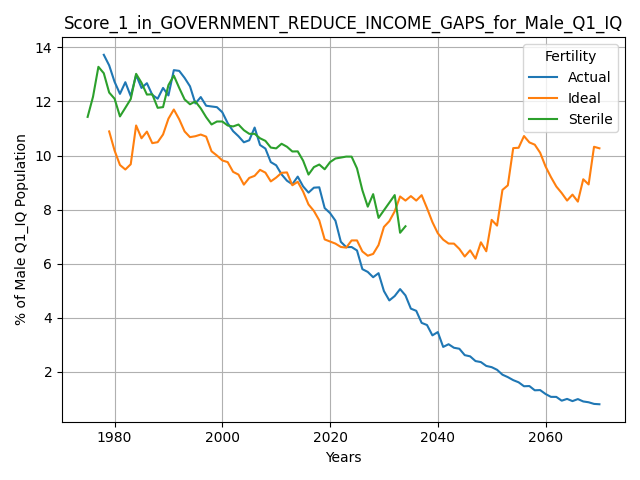 Score_1_in_GOVERNMENT_REDUCE_INCOME_GAPS_for_Male_Q1_IQ
Fertility
Actual
Ideal
Sterile
% of Male Q1_IQ Population
14
12
10
8
6
4
2
1980 2000 2020 2040 2060
Years